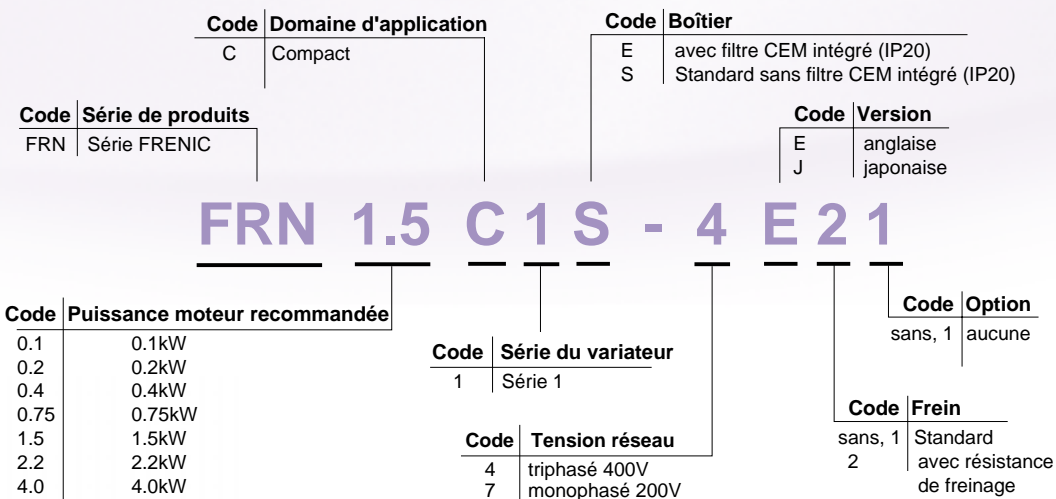 Code Domaine d'application
C Compact
Code Boîtier
E avec filtre CEM intégré (IP20)
S Standard sans filtre CEM intégré (IP20)
Code Série de produits
FRN Série FRENIC
Code Version
E anglaise
J japonaise
FRN 1.5 C 1 S - 4 E 2 1
Code Puissance moteur recommandée
0.1 0.1kW
0.2 0.2kW
0.4 0.4kW
0.75 0.75kW
1.5 1.5kW
2.2 2.2kW
4.0 4.0kW
Code Série du variateur
1 Série 1
Code Tension réseau
4 triphasé 400V
7 monophasé 200V
Code Option
sans, 1 aucune
Code Frein
sans, 1 Standard
2 avec résistance
de freinage